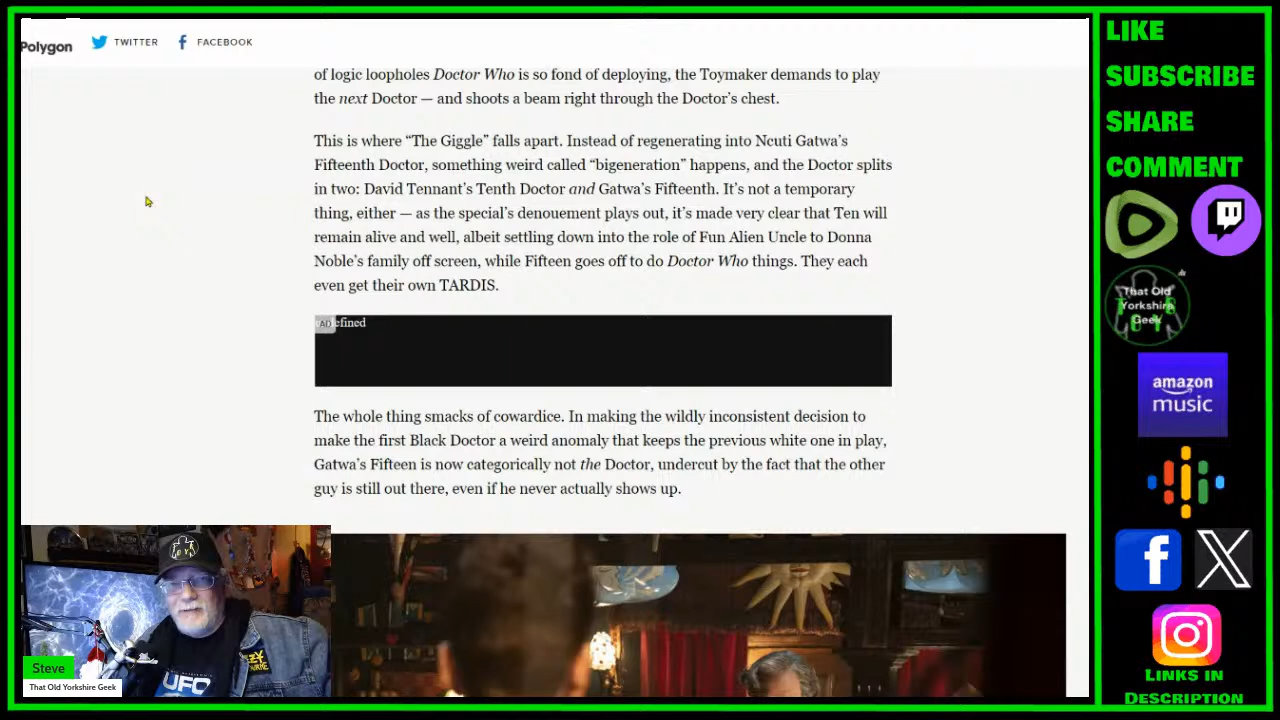 Polygon
TWITTER
FACEBOOK
of logic loopholes Doctor Who is so fond of deploying, the Toymaker demands to play
the next Doctor — and shoots a beam right through the Doctor's chest.
This is where “The Giggle” falls apart. Instead of regenerating into Ncuti Gatwa's
Fifteenth Doctor, something weird called “bigeneration” happens, and the Doctor splits
in two: David Tennant's Tenth Doctor and Gatwa's Fifteenth. It's not a temporary
thing, either — as the special's denouement plays out, it's made very clear that Ten will
remain alive and well, albeit settling down into the role of Fun Alien Uncle to Donna
Noble's family off screen, while Fifteen goes off to do Doctor Who things. They each
even get their own TARDIS.
AD efined
The whole thing smacks of cowardice. In making the wildly inconsistent decision to
make the first Black Doctor a weird anomaly that keeps the previous white one in play,
Gatwa's Fifteen is now categorically not the Doctor, undercut by the fact that the other
guy is still out there, even if he never actually shows up.
UFO
Steve
That Old Yorkshire Geek
LIKE
SUBSCRIBE
SHARE
COMMENT
That Old
Yorkshire
Geek
amazon
music
LINKS IN
DESCRIPTION